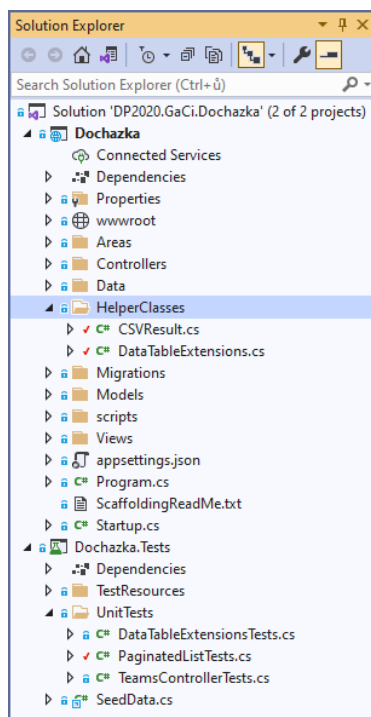 Solution Explorer
Search Solution Explorer (Ctrl+ů)
Solution 'DP2020.GaCi.Dochazka' (2 of 2 projects)
Dochazka
Connected Services
Dependencies
Properties
wwwroot
Areas
Controllers
Data
HelperClasses
C# CSVResult.cs
C# DataTableExtensions.cs
Migrations
Models
scripts
Views
appsettings.json
C# Program.cs
ScaffoldingReadMe.txt
C# Startup.cs
Dochazka.Tests
Dependencies
TestResources
UnitTests
C# DataTableExtensionsTests.cs
C# PaginatedListTests.cs
C# TeamsControllerTests.cs
C# SeedData.cs